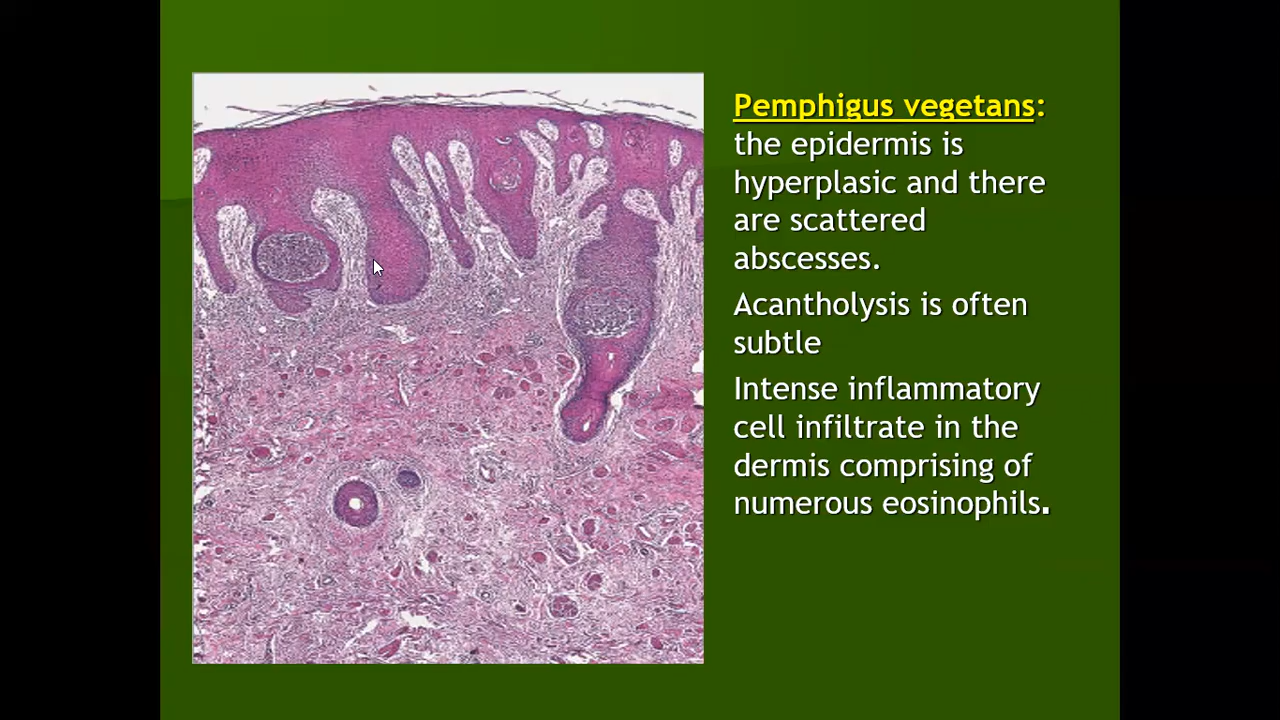 Pemphigus vegetans:
the epidermis is
hyperplasic and there
are scattered
abscesses.
Acantholysis is often
subtle
Intense inflammatory
cell infiltrate in the
dermis comprising of
numerous eosinophils.